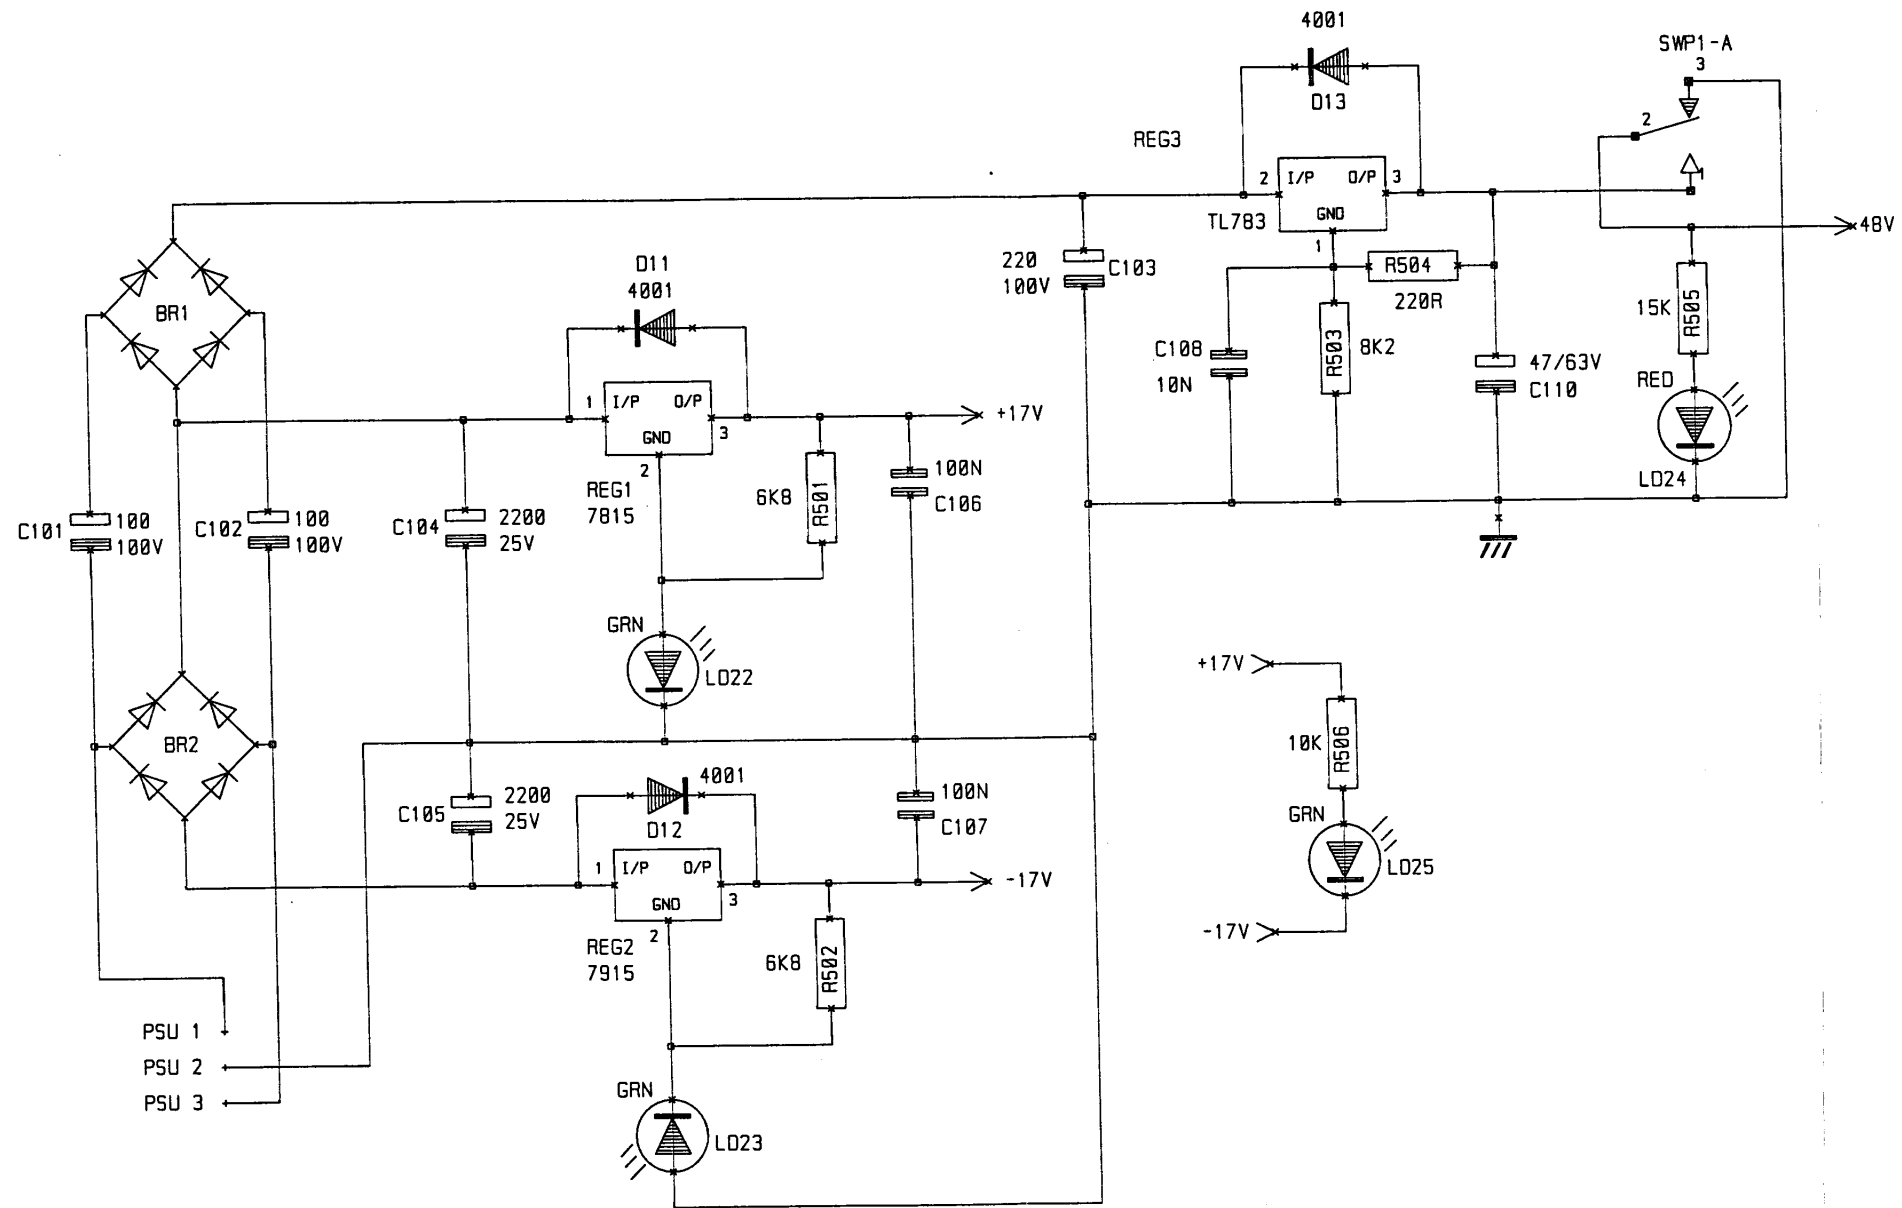 4001
D13
SWP1-A
3
2
1
REG3
2 I/P O/P 3
GND
TL783
1
48V
D11
4001
220
100V
C103
R504
220R
15K
R505
BR1
C108
10N
R503
8K2
47/63V
C110
RED
LD24
1 I/P O/P
GND
3
2
+17V
REG1
7815
6K8
R501
100N
C106
C101
100
100V
C102
100
100V
C104
2200
25V
GRN
LD22
+17V
BR2
10K
R506
4001
D12
C105
2200
25V
100N
C107
GRN
LD25
1 I/P O/P
GND
3
2
-17V
-17V
REG2
7915
6K8
R502
PSU 1
PSU 2
PSU 3
GRN
LD23